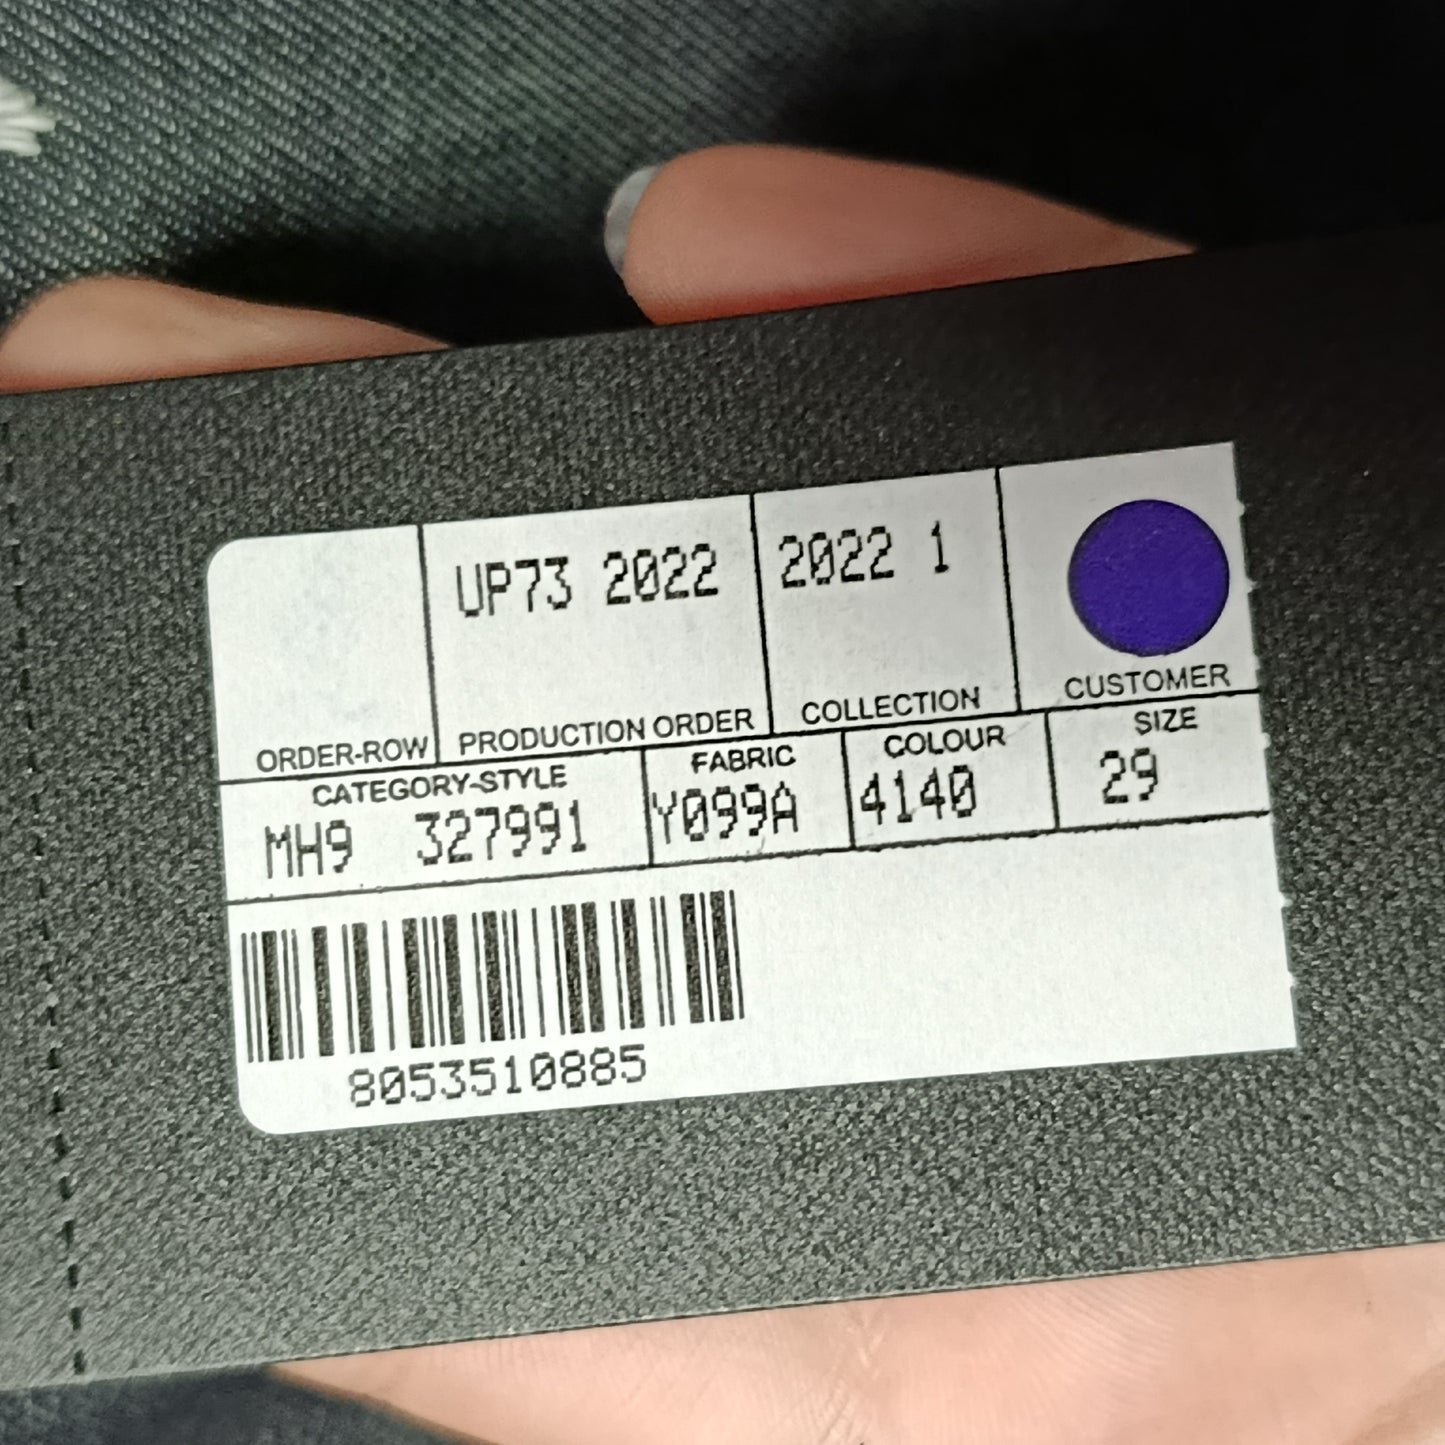 UP73 2022 2022 1
ORDER-ROW PRODUCTION ORDER COLLECTION CUSTOMER
CATEGORY-STYLE FABRIC COLOUR SIZE
MH9 327991 Y099A 4140 29
8053510885